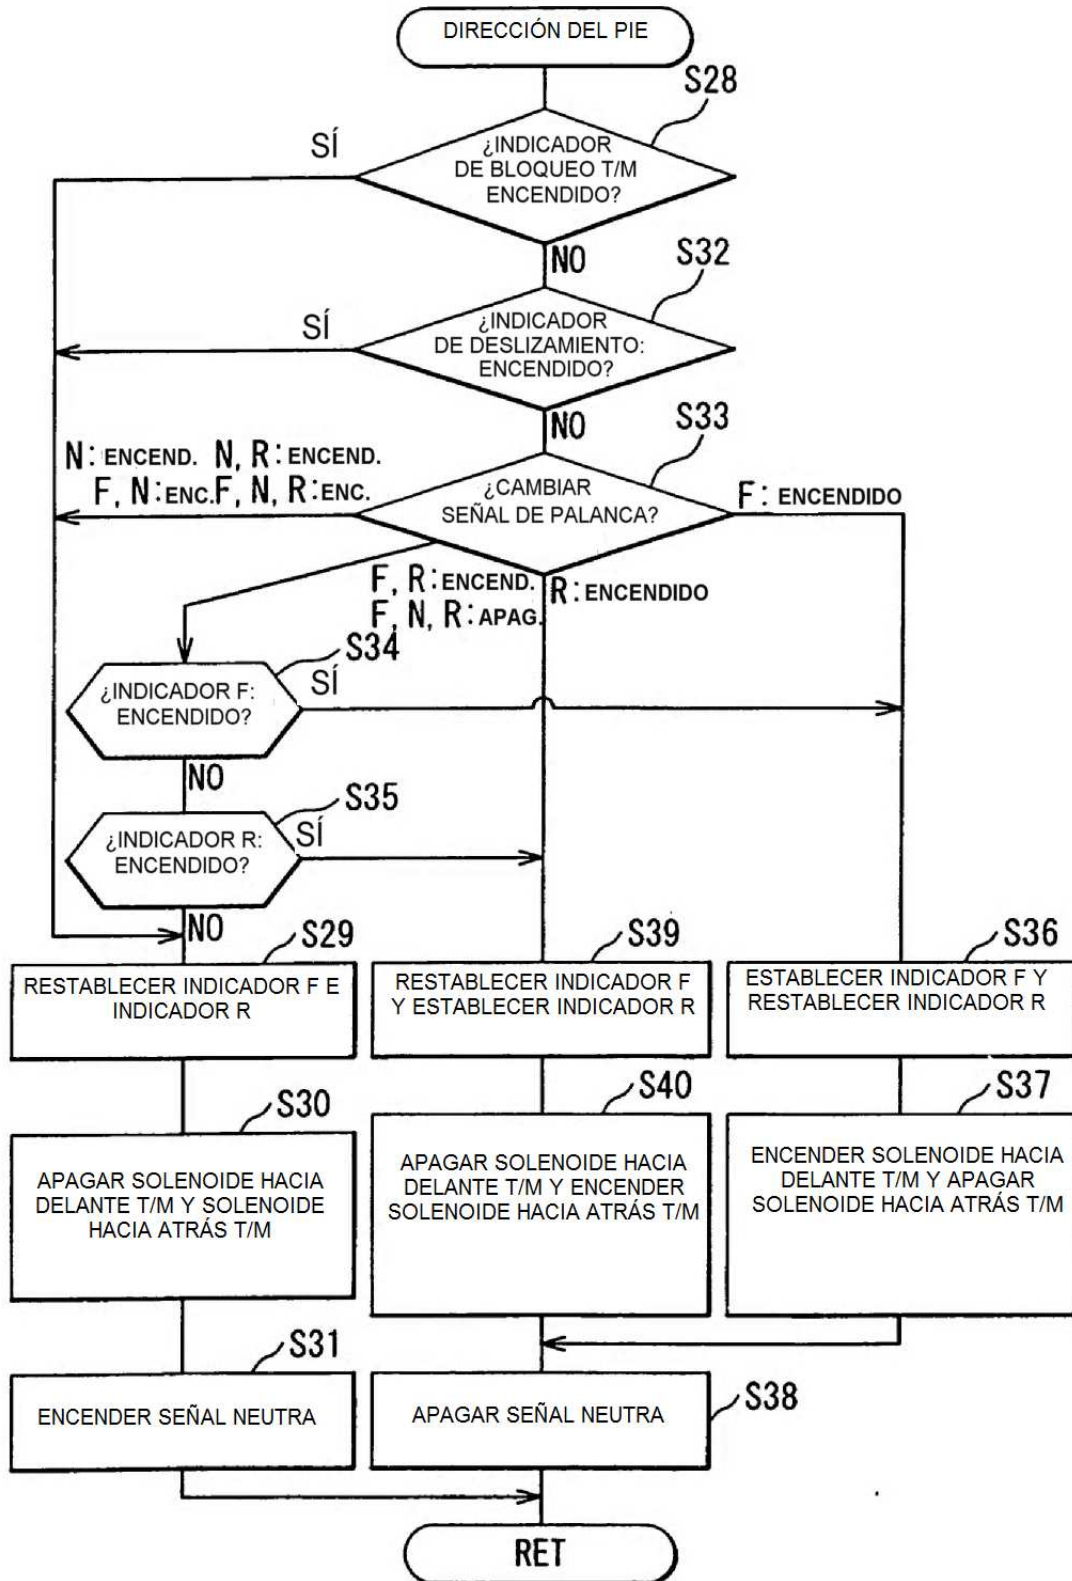 DIRECCIÓN DEL PIE
S28
SÍ
¿INDICADOR
DE BLOQUEO T/M
ENCENDIDO?
NO
S32
SÍ
¿INDICADOR
DE DESLIZAMIENTO:
ENCENDIDO?
NO
S33
N: ENCEND. N, R: ENCEND.
F, N: ENC.F, N, R: ENC.
¿CAMBIAR
SEÑAL DE PALANCA?
F: ENCENDIDO
F, R: ENCEND.
F, N, R: APAG.
R: ENCENDIDO
S34
¿INDICADOR F:
ENCENDIDO?
SÍ
NO
S35
¿INDICADOR R:
ENCENDIDO?
SÍ
NO
S29
RESTABLECER INDICADOR F E
INDICADOR R
S39
RESTABLECER INDICADOR F
Y ESTABLECER INDICADOR R
S36
ESTABLECER INDICADOR F Y
RESTABLECER INDICADOR R
S30
APAGAR SOLENOIDE HACIA
DELANTE T/M Y SOLENOIDE
HACIA ATRÁS T/M
S40
APAGAR SOLENOIDE HACIA
DELANTE T/M Y ENCENDER
SOLENOIDE HACIA ATRÁS T/M
S37
ENCENDER SOLENOIDE HACIA
DELANTE T/M Y APAGAR
SOLENOIDE HACIA ATRÁS T/M
S31
ENCENDER SEÑAL NEUTRA
APAGAR SEÑAL NEUTRA
S38
RET